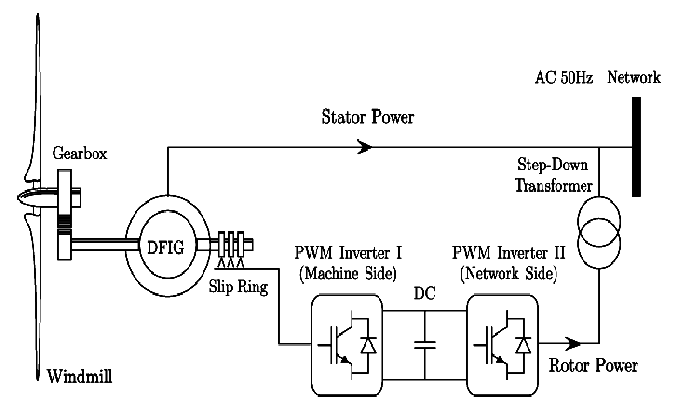 AC 50Hz Network
Stator Power
Gearbox
Step-Down
Transformer
DFIG
PWM Inverter I
(Machine Side)
PWM Inverter II
(Network Side)
Slip Ring
DC
Rotor Power
Windmill